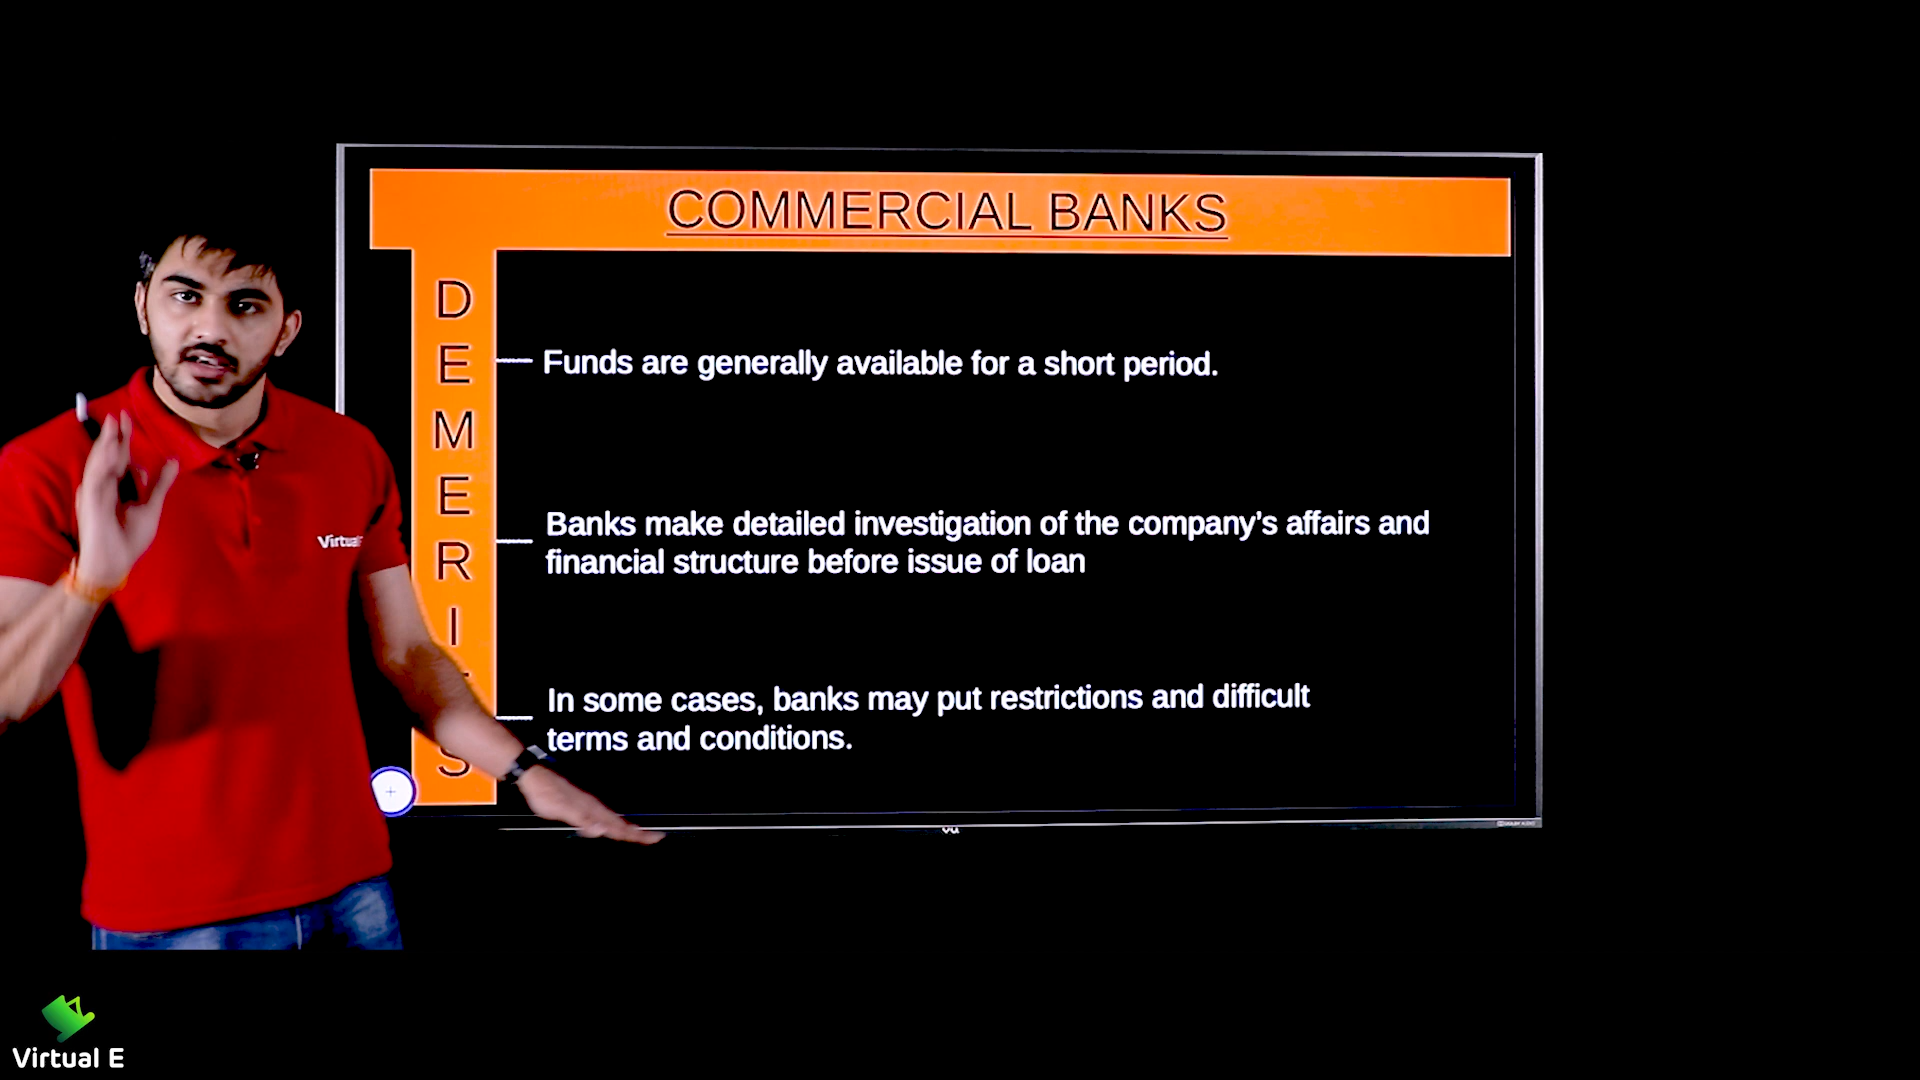 COMMERCIAL BANKS
D
E
M
E
R
I
S
Funds are generally available for a short period.
Banks make detailed investigation of the company's affairs and
financial structure before issue of loan
In some cases, banks may put restrictions and difficult
terms and conditions.
Virtual
Virtual E